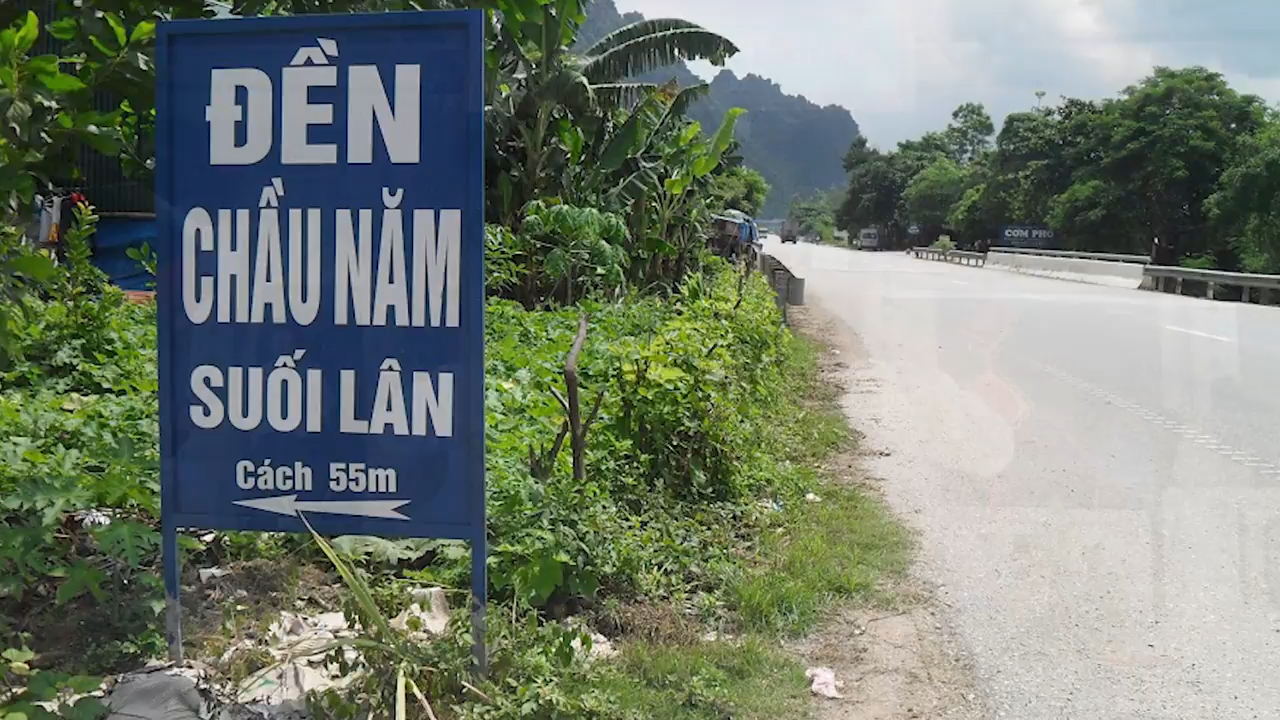 ĐỀN
CHẦU NĂM
SUỐI LÂN
Cách 55m
CƠM PHỞ